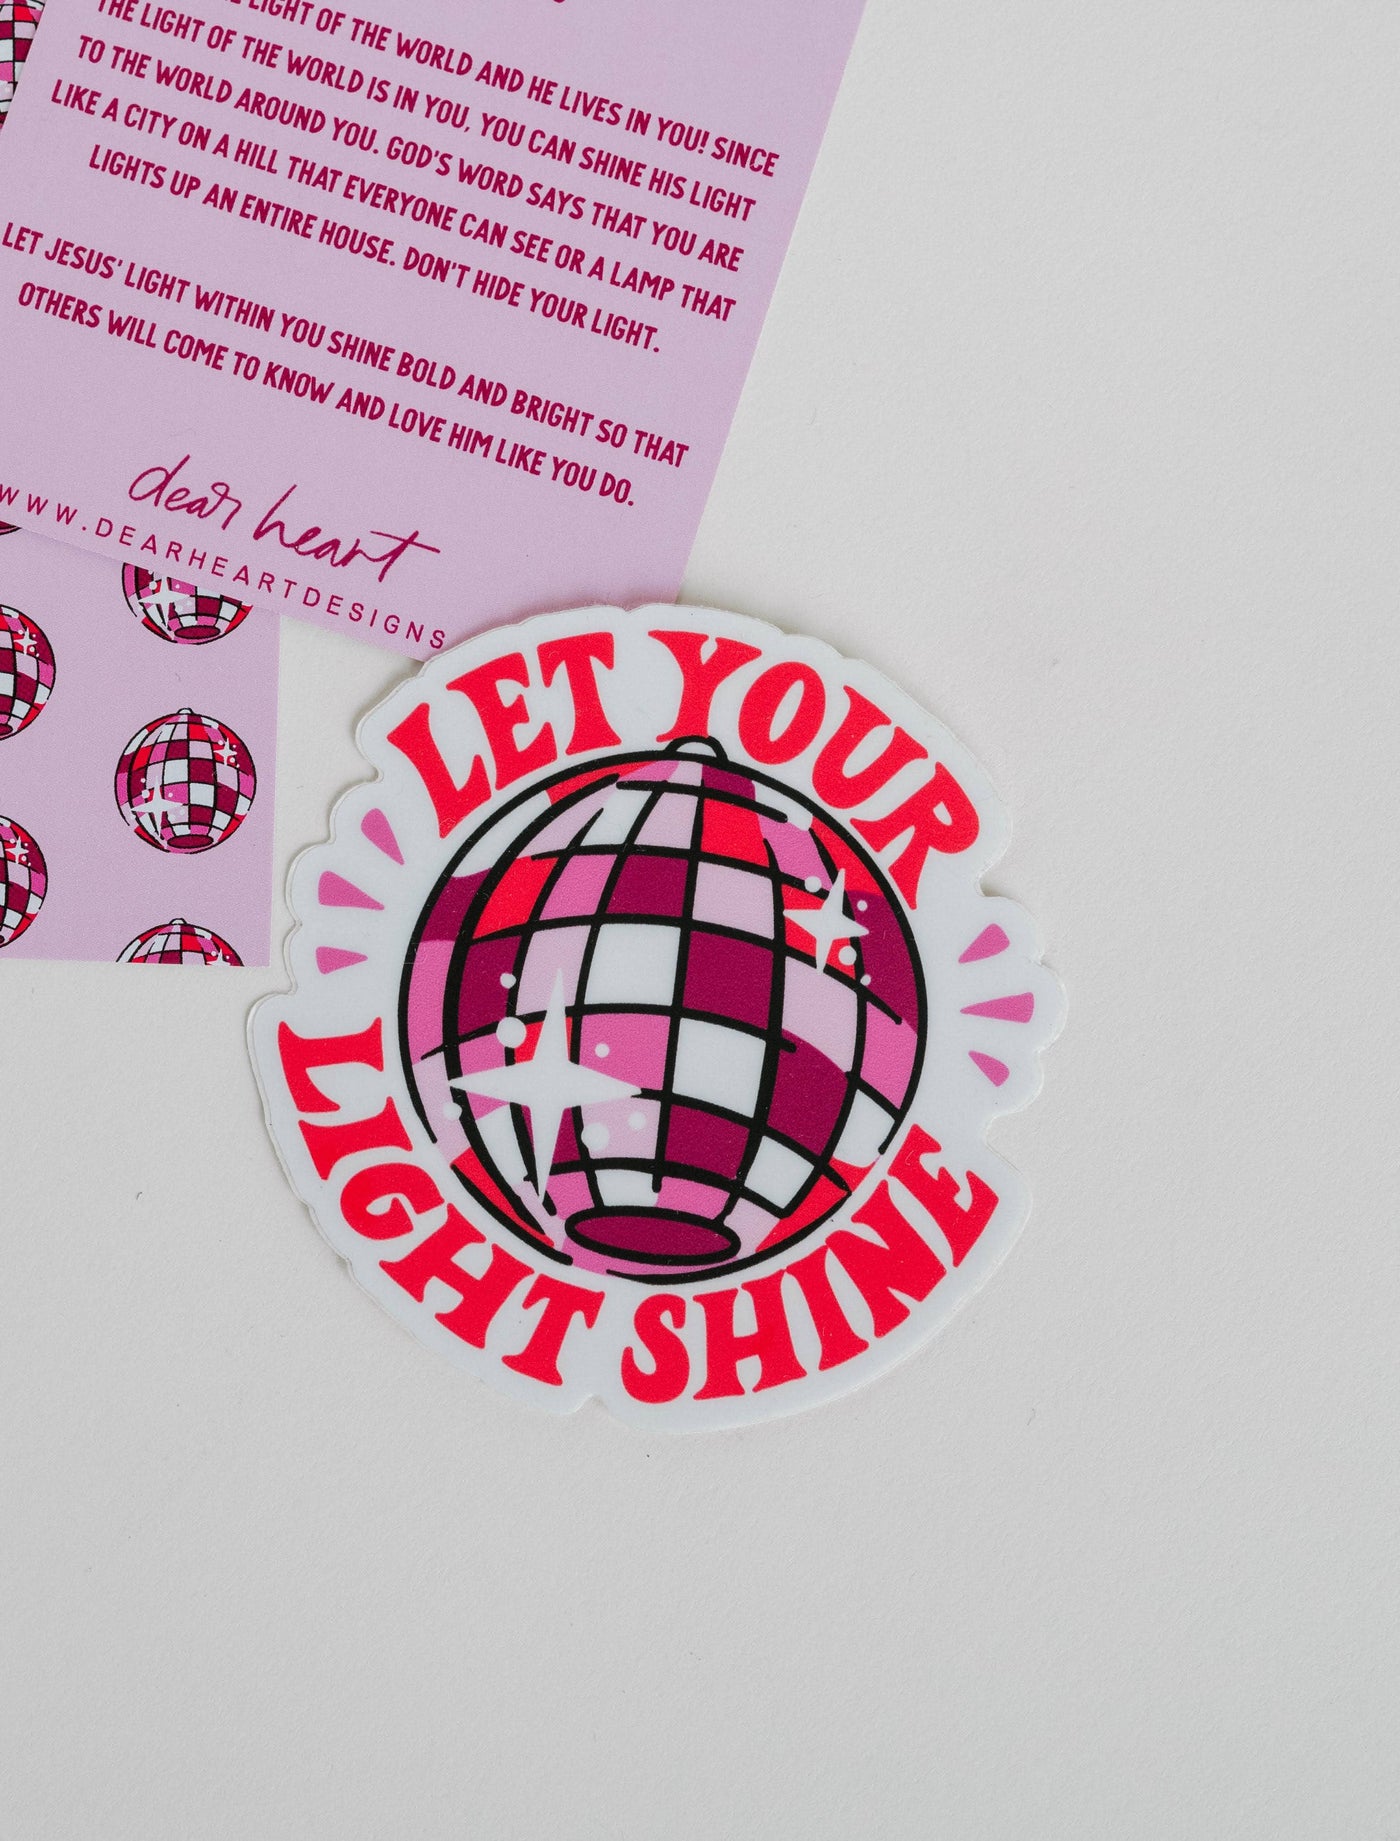 LIGHT OF THE WORLD AND HE LIVES IN YOU! SINCE
THE LIGHT OF THE WORLD IS IN YOU, YOU CAN SHINE HIS LIGHT
TO THE WORLD AROUND YOU. GOD'S WORD SAYS THAT YOU ARE
LIKE A CITY ON A HILL THAT EVERYONE CAN SEE OR A LAMP THAT
LIGHTS UP AN ENTIRE HOUSE. DON'T HIDE YOUR LIGHT.
LET JESUS' LIGHT WITHIN YOU SHINE BOLD AND BRIGHT SO THAT
OTHERS WILL COME TO KNOW AND LOVE HIM LIKE YOU DO.
dear heart
WWW.DEARHEARTDESIGNS
LET YOUR
LIGHT SHINE